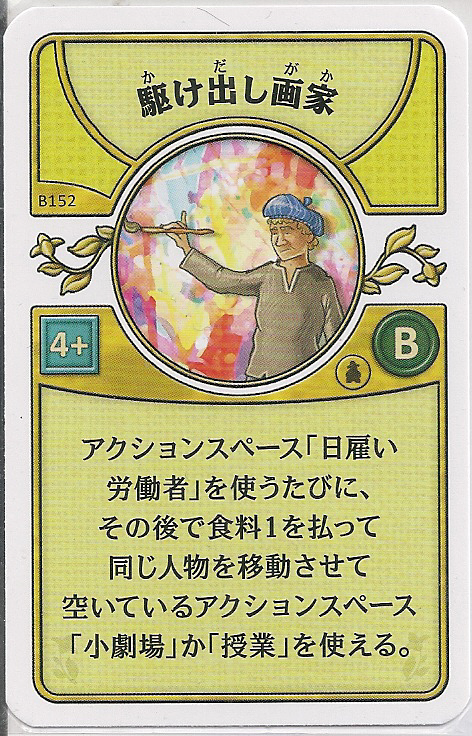 かだがか
駆け出し画家
B152
4+
B
アクションスペース「日雇い
労働者」を使うたびに、
その後で食料1を払って
同じ人物を移動させて
空いているアクションスペース
「小劇場」か「授業」を使える。